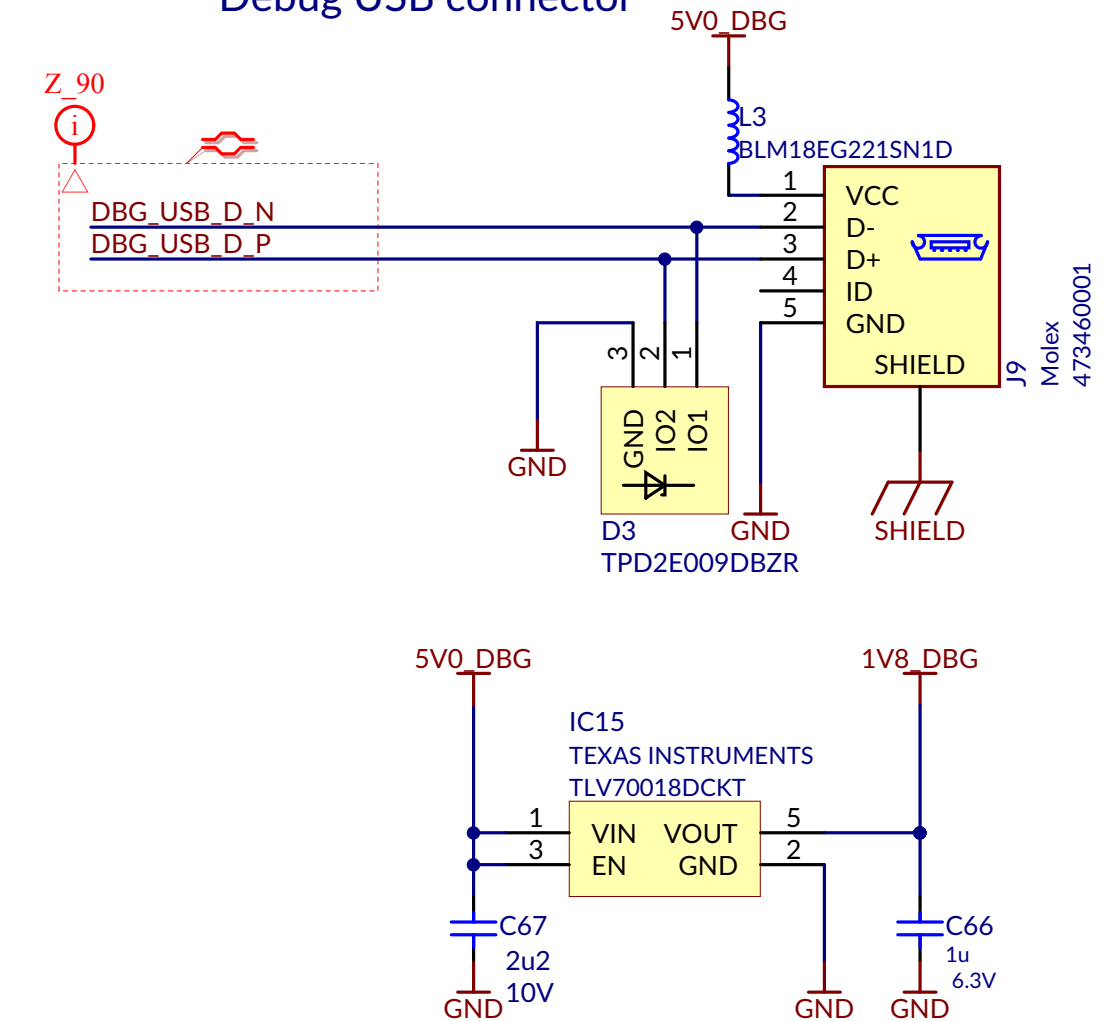 Debug USB connector
5V0_DBG
Z_90
i
L3
BLM18EG221SN1D
DBG_USB_D_N
DBG_USB_D_P
1 VCC
2 D-
3 D+
4 ID
5 GND
SHIELD
J9
Molex
473460001
3 2 1
GND IO2 IO1
GND
D3
TPD2E009DBZR
GND
SHIELD
5V0_DBG
1V8_DBG
IC15
TEXAS INSTRUMENTS
TLV70018DCKT
1 VIN VOUT 5
3 EN GND 2
C67
2u2
10V
GND
GND
C66
1u
6.3V
GND